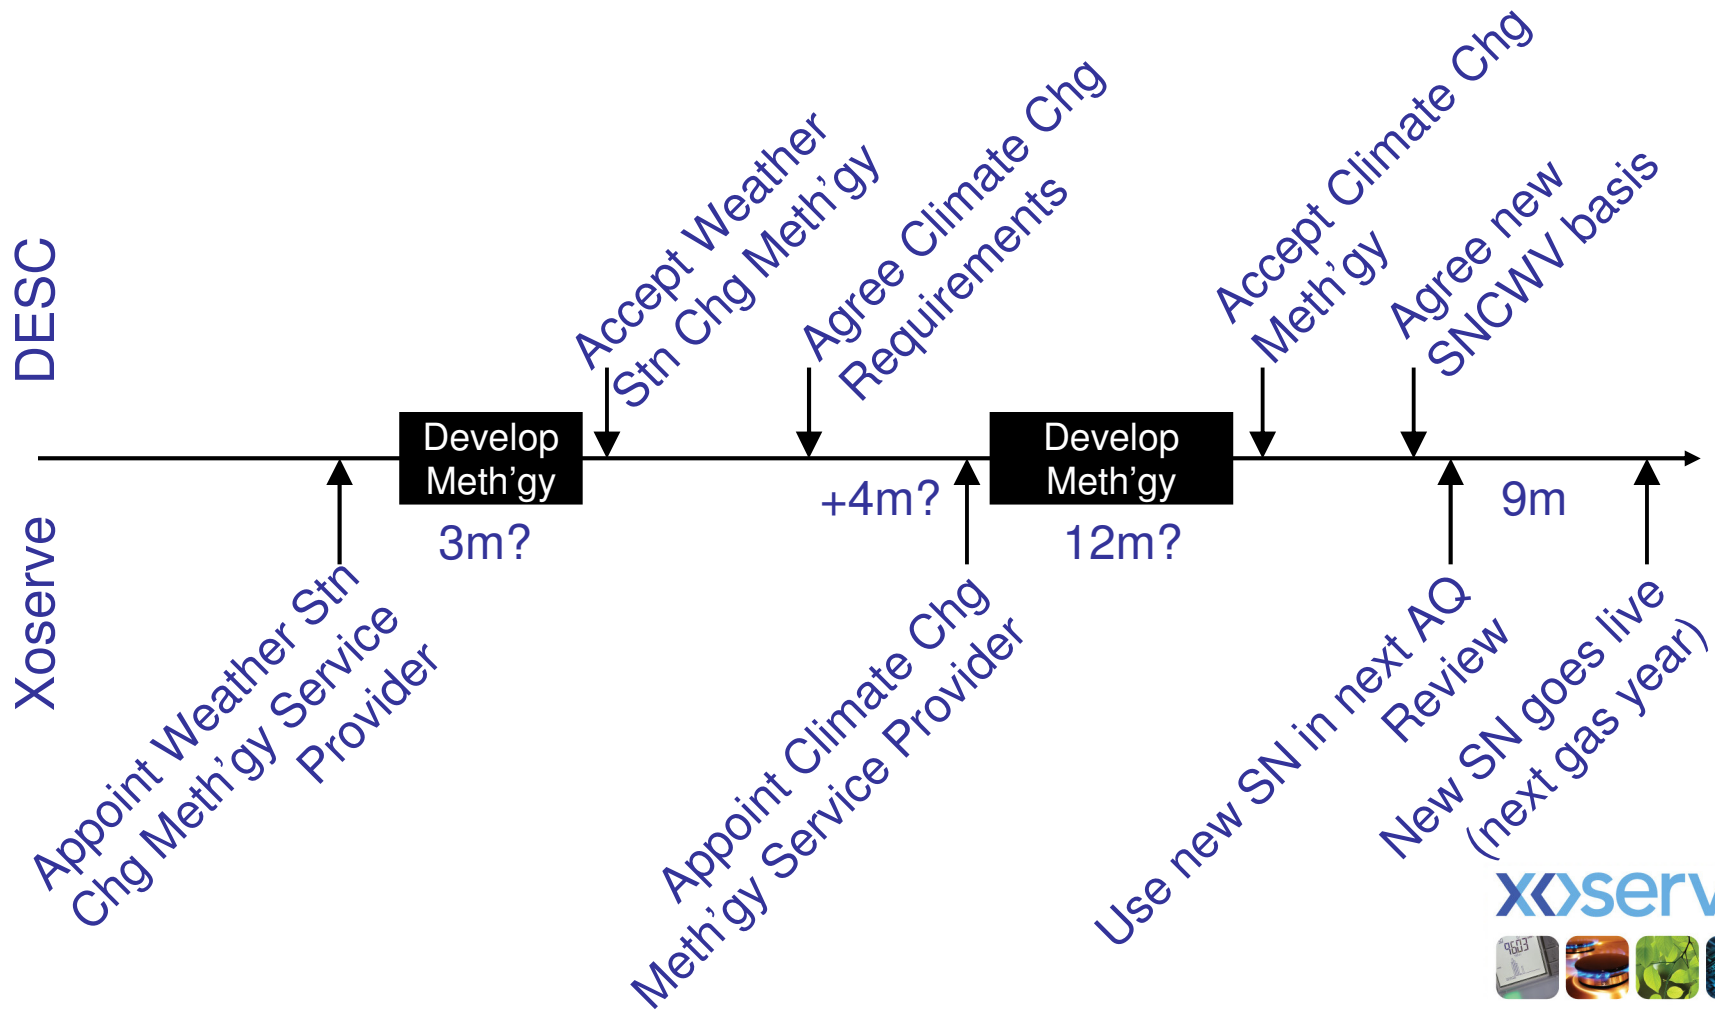 DESC
Accept Weather
Stn Chg Meth'gy
Agree Climate Chg
Requirements
Accept Climate Chg
Meth'gy
Agree new
SNCWV basis
Develop
Meth'gy
3m?
+4m?
Develop
Meth'gy
12m?
9m
Xoserve
Appoint Weather Stn
Chg Meth'gy Service
Provider
Appoint Climate Chg
Meth'gy Service Provider
Use new SN in next AQ
Review
New SN goes live
(next gas year)